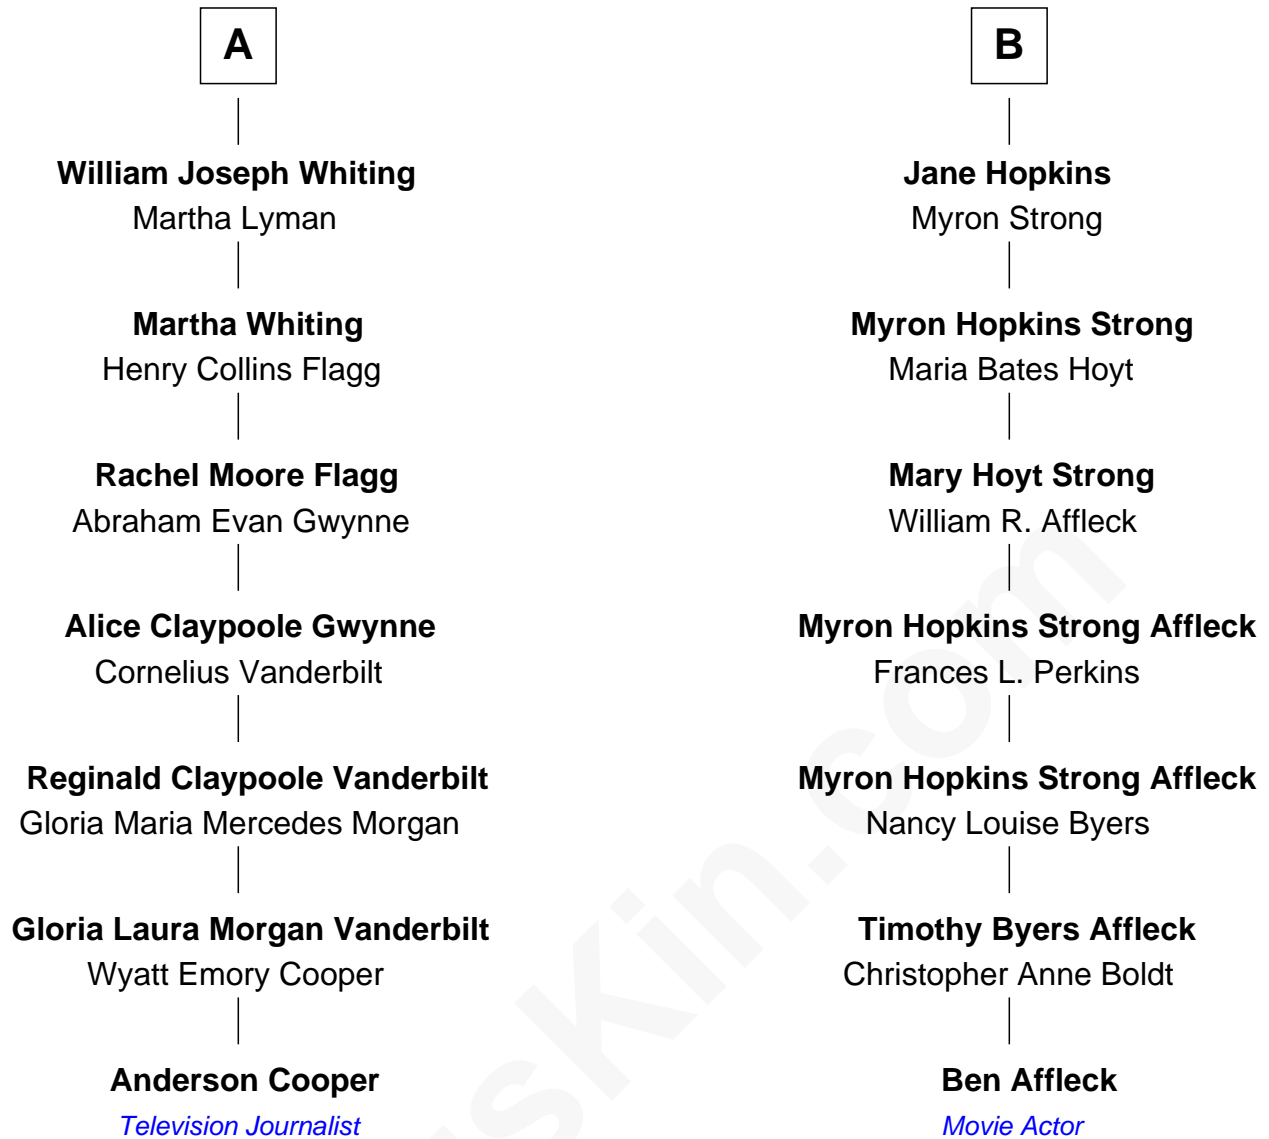 A
William Joseph Whiting
Martha Lyman
Martha Whiting
Henry Collins Flagg
Rachel Moore Flagg
Abraham Evan Gwynne
Alice Claypoole Gwynne
Cornelius Vanderbilt
Reginald Claypoole Vanderbilt
Gloria Maria Mercedes Morgan
Gloria Laura Morgan Vanderbilt
Wyatt Emory Cooper
Anderson Cooper
Television Journalist
B
Jane Hopkins
Myron Strong
Myron Hopkins Strong
Maria Bates Hoyt
Mary Hoyt Strong
William R. Affleck
Myron Hopkins Strong Affleck
Frances L. Perkins
Myron Hopkins Strong Affleck
Nancy Louise Byers
Timothy Byers Affleck
Christopher Anne Boldt
Ben Affleck
Movie Actor